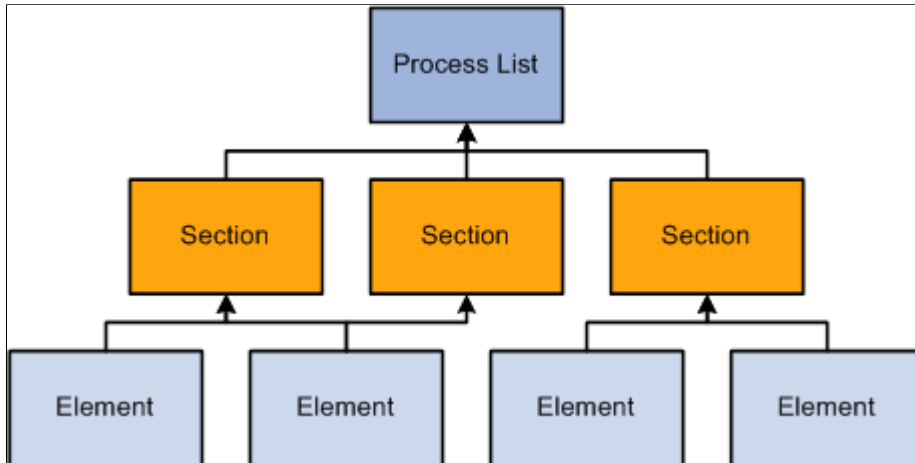 Process List
Section
Section
Section
Element
Element
Element
Element